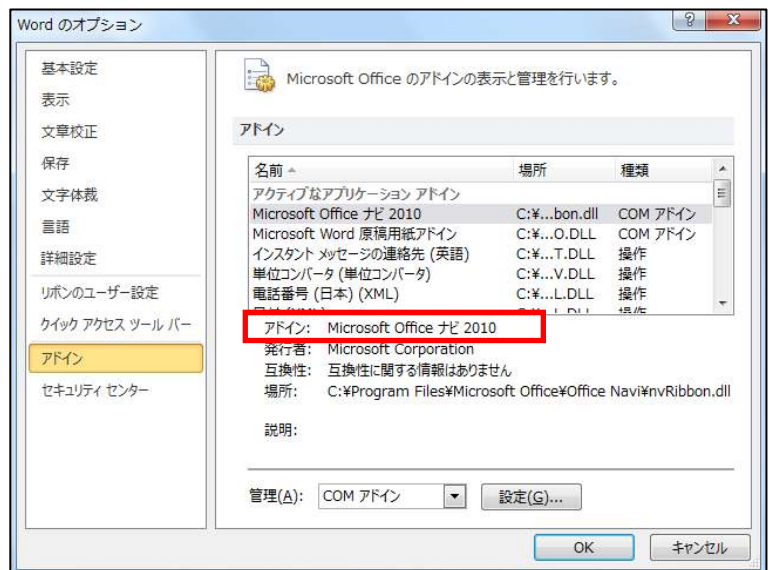 Word のオプション
基本設定
表示
文章校正
保存
文字体裁
言語
詳細設定
リボンのユーザー設定
クイック アクセス ツール バー
アドイン
セキュリティ センター
Microsoft Office のアドインの表示と管理を行います。
アドイン
名前 場所 種類
アクティブなアプリケーション アドイン
Microsoft Office ナビ 2010 C:¥...bon.dll COM アドイン
Microsoft Word 原稿用紙アドイン C:¥...O.DLL COM アドイン
インスタント メッセージの連絡先 (英語) C:¥...T.DLL 操作
単位コンバータ (単位コンバータ) C:¥...V.DLL 操作
電話番号 (日本) (XML) C:¥...L.DLL 操作
アドイン: Microsoft Office ナビ 2010
発行者: Microsoft Corporation
互換性: 互換性に関する情報はありません
場所: C:¥Program Files¥Microsoft Office¥Office Navi¥nvRibbon.dll
説明:
管理(A): COM アドイン 設定(G)...
OK キャンセル